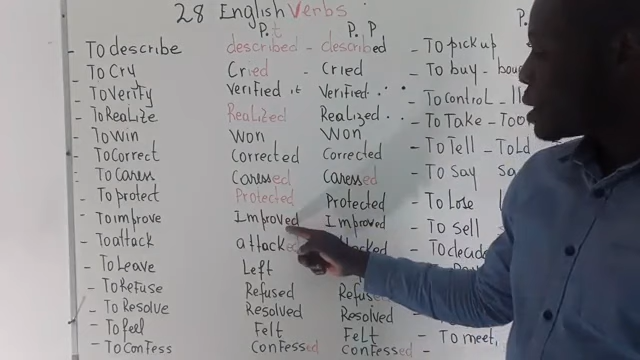 28 English Verbs
P.t P.P P.
- To describe described - described - To pick up
- To Cry Cried - Cried - To buy - bou
- To Verify Verified it Verified - To Control - ll
- To Realize Realized Realized - To Take - Too
- To Win Won Won - To Tell - Told
- To Correct Corrected Corrected - To Say Sa
- To Caress Caressed Caressed - To Lose
- To protect Protected Protected - To sell
- To improve Improved Improved
- To attack attacked attacked
- To Leave Left
- To Refuse Refused
- To Resolve Resolved Resolved
- To feel Felt Felt - To meet,
- To Confess Confessed Confessed